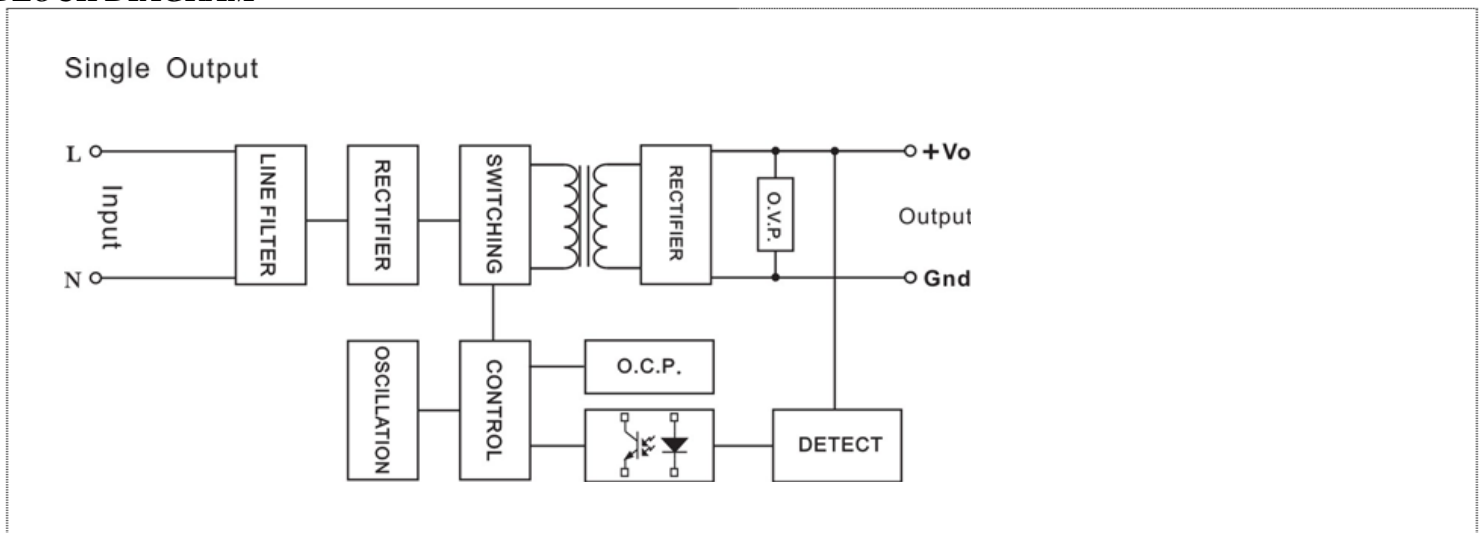 Single Output
L
Input
N
LINE FILTER
RECTIFIER
SWITCHING
RECTIFIER
O.V.P.
+Vo
Output
Gnd
OSCILLATION
CONTROL
O.C.P.
DETECT